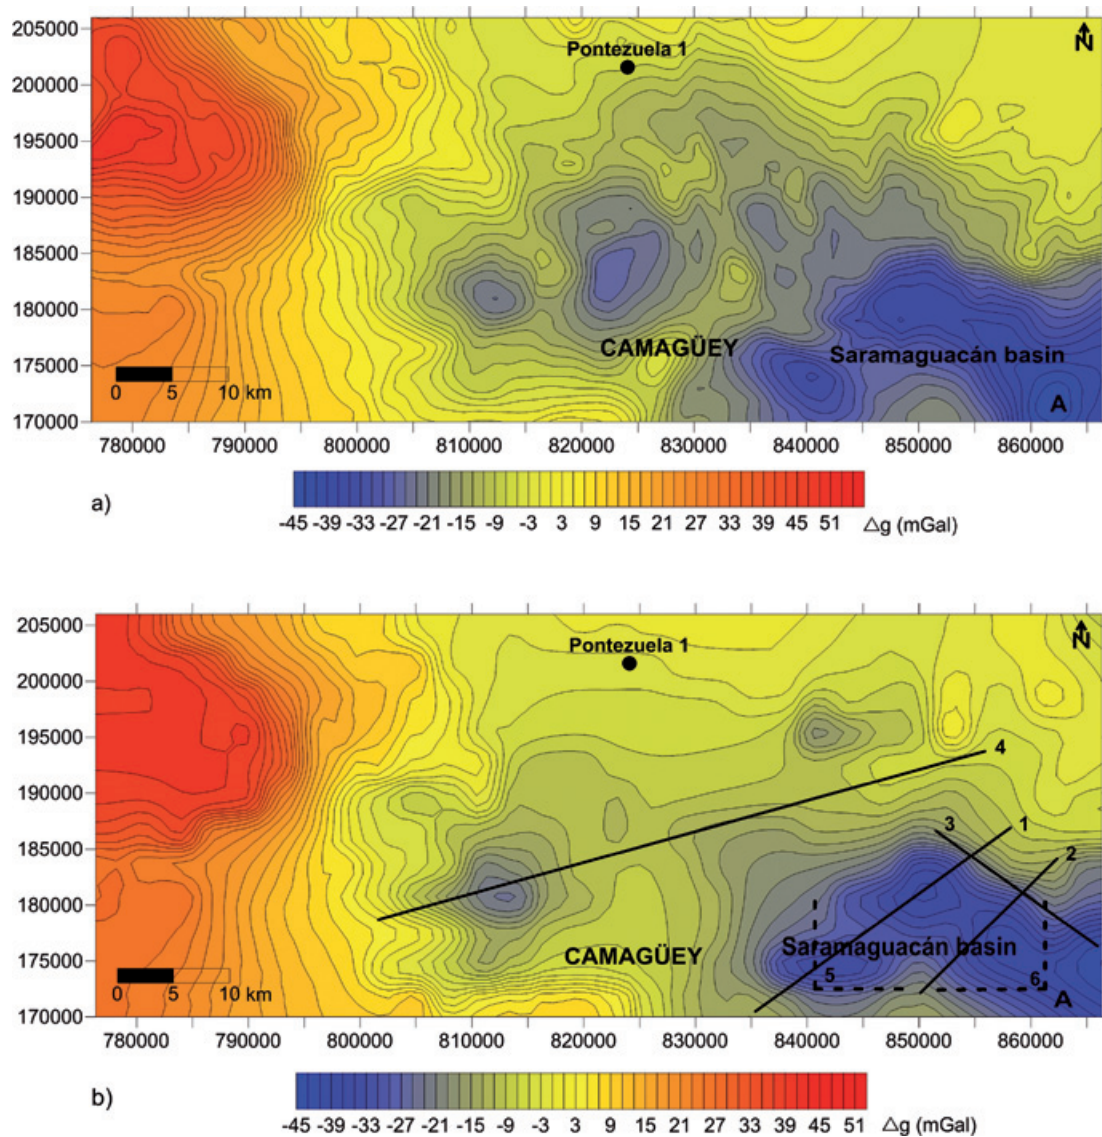 205000
200000
195000
190000
185000
180000
175000
170000
Pontezuela 1
N
CAMAGÜEY
Saramaguacán basin
A
0 5 10 km
780000 790000 800000 810000 820000 830000 840000 850000 860000
a)
-45 -39 -33 -27 -21 -15 -9 -3 3 9 15 21 27 33 39 45 51 △g (mGal)
205000
200000
195000
190000
185000
180000
175000
170000
Pontezuela 1
N
4
3
1
2
CAMAGÜEY
Saramaguacán basin
5
6
A
0 5 10 km
780000 790000 800000 810000 820000 830000 840000 850000 860000
b)
-45 -39 -33 -27 -21 -15 -9 -3 3 9 15 21 27 33 39 45 51 △g (mGal)